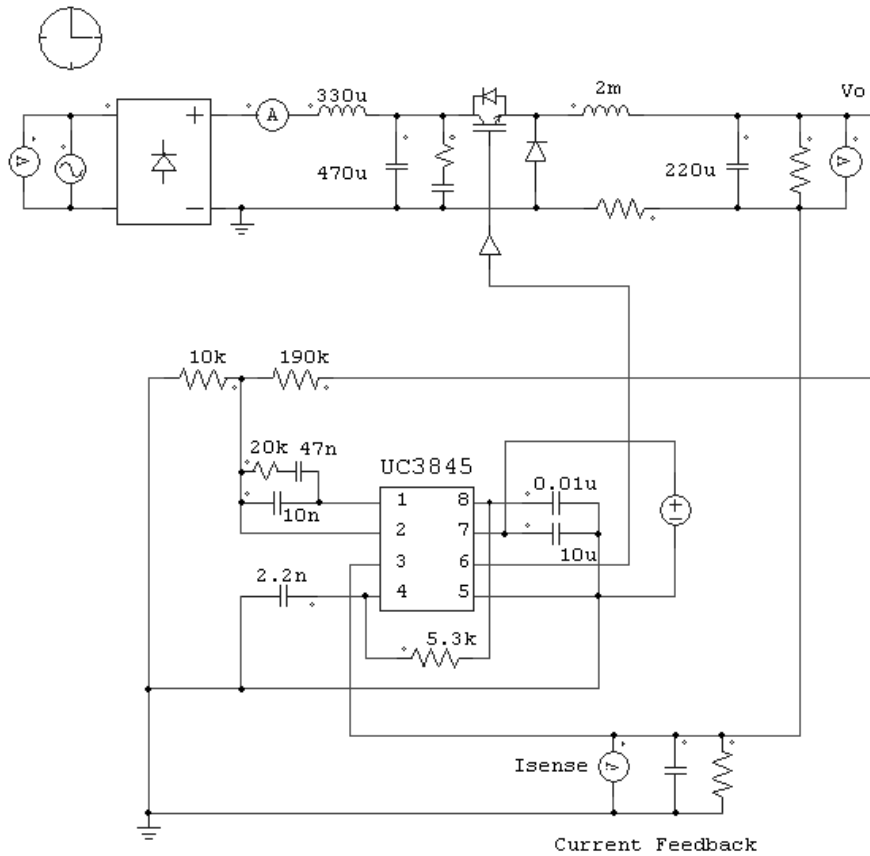 330u
2m
Vo
+
A
470u
220u
V
V
−
10k
190k
20k
47n
UC3845
10n
1
8
0.01u
2
7
3
6
10u
2.2n
4
5
5.3k
Isense
V
Current Feedback